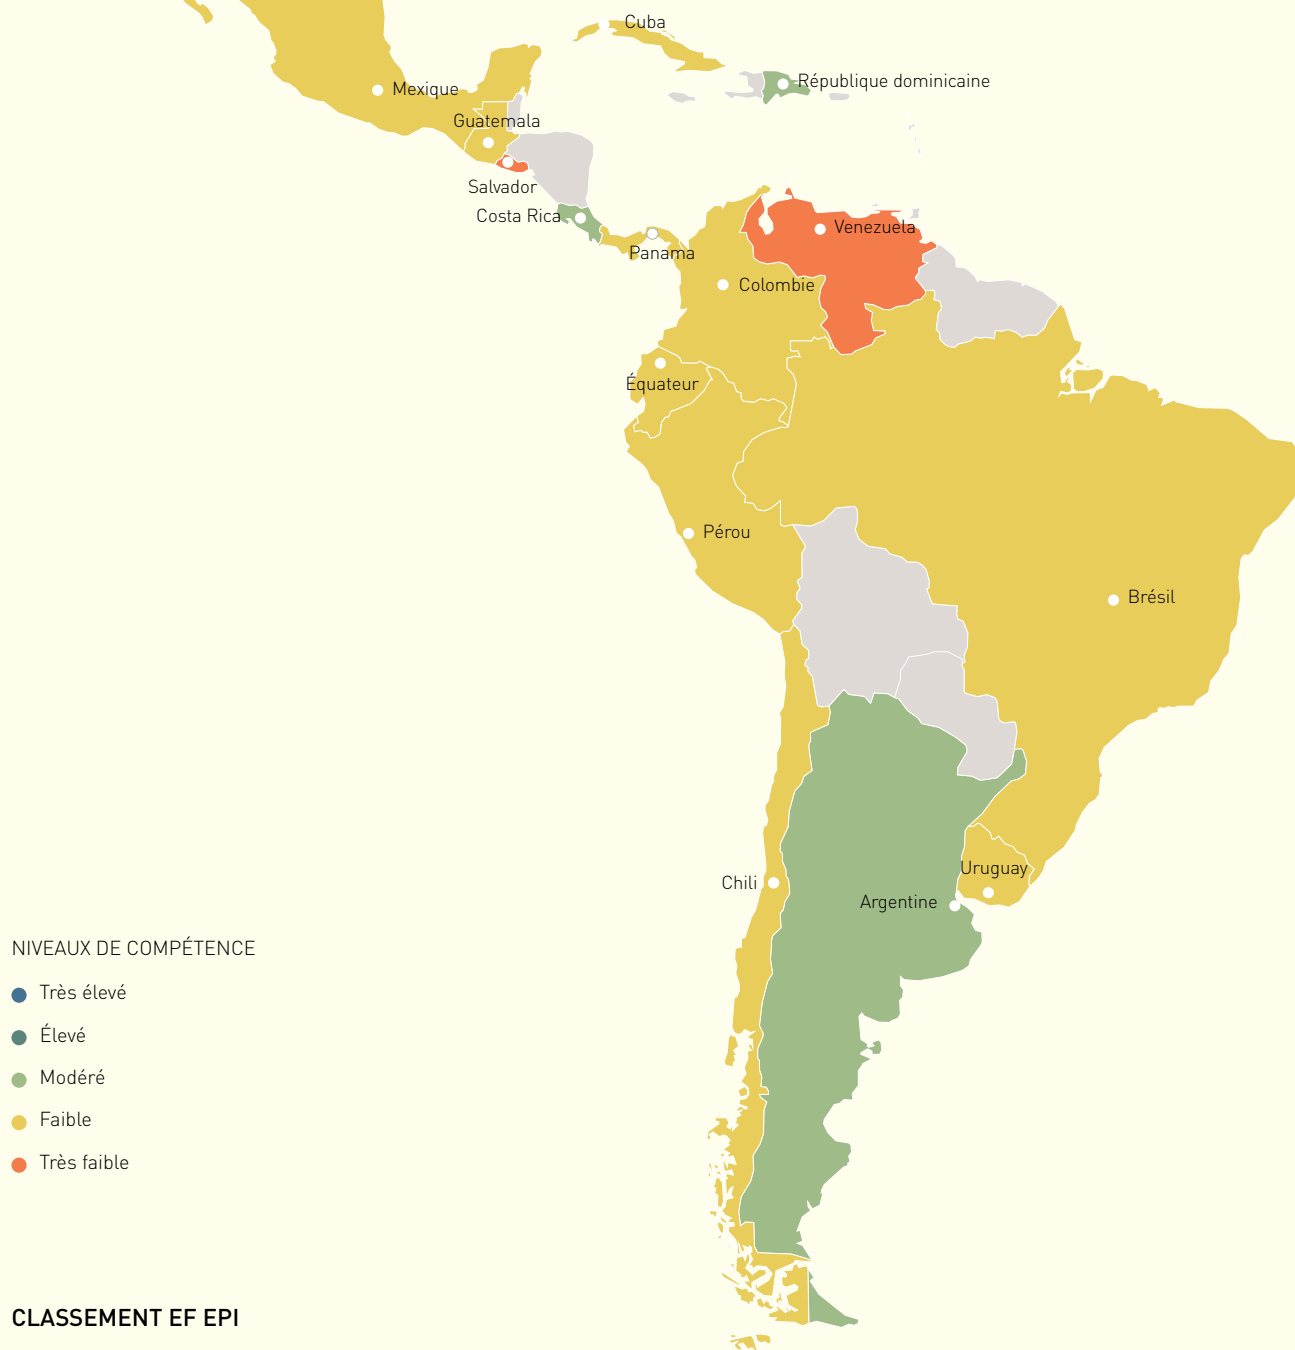 Cuba
République dominicaine
Mexique
Guatemala
Salvador
Costa Rica
Venezuela
Panama
Colombie
Équateur
Pérou
Brésil
Uruguay
Chili
Argentine
NIVEAUX DE COMPÉTENCE
Très élevé
Élevé
Modéré
Faible
Très faible
CLASSEMENT EF EPI